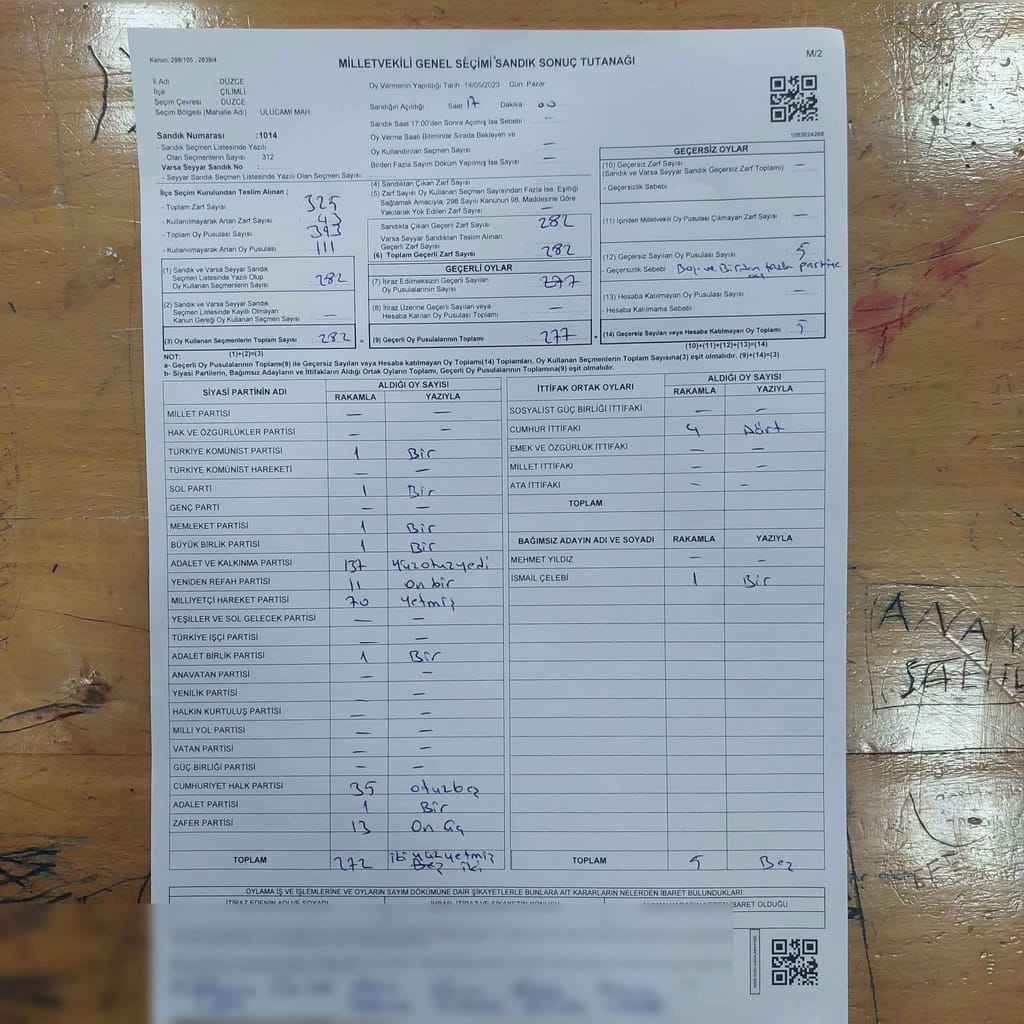 Kanun, 298/105 ; 2839/4
M/2
MİLLETVEKİLİ GENEL SEÇİMİ SANDIK SONUÇ TUTANAĞI
İl Adı DÜZCE
İlçe ÇİLİMLİ
Seçim Çevresi DÜZCE
Seçim Bölgesi (Mahalle Adı) ULUCAMİ MAH
Sandık Numarası :1014
- Sandık Seçmen Listesinde Yazılı
Olan Seçmenlerin Sayısı 312
Varsa Seyyar Sandık No :
- Seyyar Sandık Seçmen Listesinde Yazılı Olan Seçmen Sayısı
Oy Vermenin Yapıldığı Tarih 14/05/2023 Gün Pazar
Sandığın Açıldığı Saat 17 Dakika 00
Sandık Saat 17.00'den Sonra Açılmış İse Sebebi —
Oy Verme Saati Bitiminde Sırada Bekleyen ve
Oy Kullandırılan Seçmen Sayısı —
Birden Fazla Sayım Döküm Yapılmış İse Sayısı —
1083624268
İlçe Seçim Kurulundan Teslim Alınan ;
- Toplam Zarf Sayısı 325
- Kullanılmayarak Artan Zarf Sayısı 43
- Toplam Oy Pusulası Sayısı 393
- Kullanılmayarak Artan Oy Pusulası 111
(4) Sandıktan Çıkan Zarf Sayısı
(5) Zarf Sayısı Oy Kullanan Seçmen Sayısından Fazla İse, Eşitliği
Sağlamak Amacıyla, 298 Sayılı Kanunun 98. Maddesine Göre
Yakılarak Yok Edilen Zarf Sayısı —
Sandıkta Çıkan Geçerli Zarf Sayısı 282
Varsa Seyyar Sandıktan Teslim Alınan
Geçerli Zarf Sayısı
(6) Toplam Geçerli Zarf Sayısı 282
GEÇERSİZ OYLAR
(10) Geçersiz Zarf Sayısı —
(Sandık ve Varsa Seyyar Sandık Geçersiz Zarf Toplamı)
- Geçersizlik Sebebi
(11) İçinden Milletvekili Oy Pusulası Çıkmayan Zarf Sayısı —
(12) Geçersiz Sayılan Oy Pusulası Sayısı 5
- Geçersizlik Sebebi Boş ve Birden fazla partiye
(13) Hesaba Katılmayan Oy Pusulası Sayısı —
- Hesaba Katılmama Sebebi
(14) Geçersiz Sayılan veya Hesaba Katılmayan Oy Toplamı 5
(10)+(11)+(12)+(13)=(14)
(1) Sandık ve Varsa Seyyar Sandık
Seçmen Listesinde Yazılı Olup
Oy Kullanan Seçmenlerin Sayısı 282
(2) Sandık ve Varsa Seyyar Sandık
Seçmen Listesinde Kayıtlı Olmayan
Kanun Gereği Oy Kullanan Seçmen Sayısı —
(3) Oy Kullanan Seçmenlerin Toplam Sayısı 282
(1)+(2)=(3)
GEÇERLİ OYLAR
(7) İtiraz Edilmeksizin Geçerli Sayılan
Oy Pusulalarının Sayısı 277
(8) İtiraz Üzerine Geçerli Sayılan veya
Hesaba Katılan Oy Pusulası Toplamı —
(9) Geçerli Oy Pusulalarının Toplamı 277
NOT:
a- Geçerli Oy Pusulalarının Toplamı(9) ile Geçersiz Sayılan veya Hesaba katılmayan Oy Toplamı(14) Toplamları, Oy Kullanan Seçmenlerin Toplam Sayısına(3) eşit olmalıdır. (9)+(14)=(3)
b- Siyasi Partilerin, Bağımsız Adayların ve İttifakların Aldığı Ortak Oyların Toplamı, Geçerli Oy Pusulalarının Toplamına(9) eşit olmalıdır.
SİYASİ PARTİNİN ADI ALDIĞI OY SAYISI
RAKAMLA YAZIYLA
MİLLET PARTİSİ — —
HAK VE ÖZGÜRLÜKLER PARTİSİ — —
TÜRKİYE KOMÜNİST PARTİSİ 1 Bir
TÜRKİYE KOMÜNİST HAREKETİ — —
SOL PARTİ 1 Bir
GENÇ PARTİ — —
MEMLEKET PARTİSİ 1 Bir
BÜYÜK BİRLİK PARTİSİ 1 Bir
ADALET VE KALKINMA PARTİSİ 137 Yüzotuzyedi
YENİDEN REFAH PARTİSİ 11 On bir
MİLLİYETÇİ HAREKET PARTİSİ 70 Yetmiş
YEŞİLLER VE SOL GELECEK PARTİSİ — —
TÜRKİYE İŞÇİ PARTİSİ — —
ADALET BİRLİK PARTİSİ 1 Bir
ANAVATAN PARTİSİ — —
YENİLİK PARTİSİ —
HALKIN KURTULUŞ PARTİSİ — —
MİLLİ YOL PARTİSİ — —
VATAN PARTİSİ — —
GÜÇ BİRLİĞİ PARTİSİ — —
CUMHURİYET HALK PARTİSİ 35 otuzbeş
ADALET PARTİSİ 1 Bir
ZAFER PARTİSİ 13 On üç
TOPLAM 272 iki yüz yetmiş iki
İTTİFAK ORTAK OYLARI ALDIĞI OY SAYISI
RAKAMLA YAZIYLA
SOSYALİST GÜÇ BİRLİĞİ İTTİFAKI — —
CUMHUR İTTİFAKI 4 Dört
EMEK VE ÖZGÜRLÜK İTTİFAKI — —
MİLLET İTTİFAKI — —
ATA İTTİFAKI — —
TOPLAM
BAĞIMSIZ ADAYIN ADI VE SOYADI RAKAMLA YAZIYLA
MEHMET YILDIZ — —
İSMAİL ÇELEBİ 1 Bir
TOPLAM 5 Beş
OYLAMA İŞ VE İŞLEMLERİNE VE OYLARIN SAYIM DÖKÜMÜNE DAİR ŞİKAYETLERLE BUNLARA AİT KARARLARIN NELERDEN İBARET BULUNDUKLARI